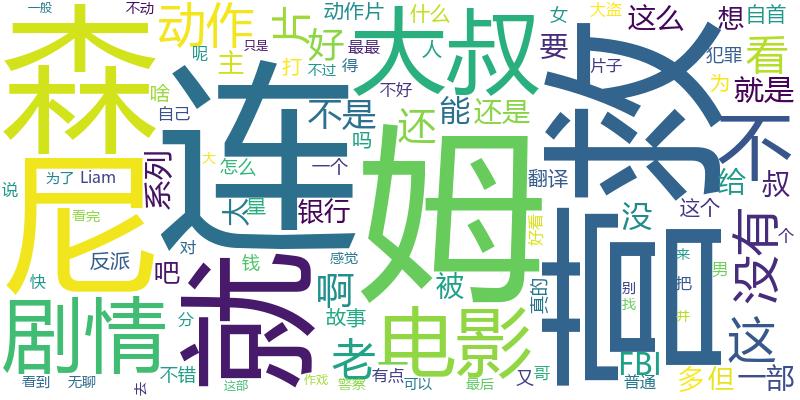 一般
不动
动作片
什么
女
大盗
自首
森
动作
北
好
大叔
这么
想
呢
主
只是
最最
人
要
片子
犯罪
看
打
不过
得
救
为
就是
啥
自己
不是
不好
能
还是
还
不
连
姆
尼
吗
说
为了
Liam
系列
怎么
一个
翻译
给
叔
大
看完
太
星
银行
没
这个
没有
对
好看
营
反派
吧
钱
感觉
个
来
快
就
啊
被
真的
别
把
男
找
这
剧情
分
故事
电影
并
老
FBI
不错
看到
无聊
去
这部
作戏
警察
有点
可以
最后
又
哥
普通
多
但
一部